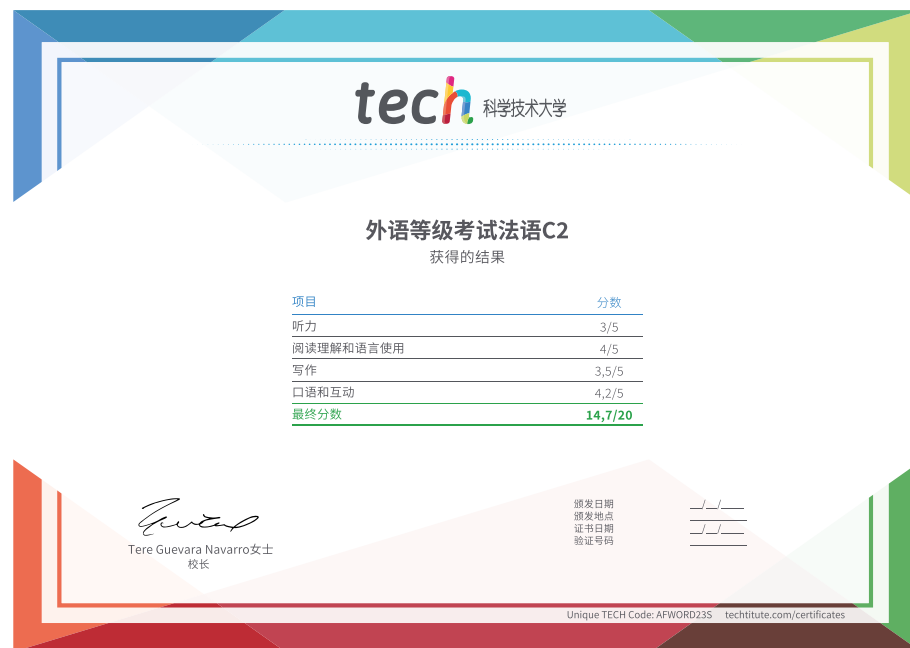 tech 科学技术大学
外语等级考试法语C2
获得的结果
项目 分数
听力 3/5
阅读理解和语言使用 4/5
写作 3,5/5
口语和互动 4,2/5
最终分数 14,7/20
颁发日期 __/__/____
颁发地点 __________
证书日期 __/__/____
验证号码 __________
Tere Guevara Navarro女士
校长
Unique TECH Code: AFWORD23S techtitute.com/certificates